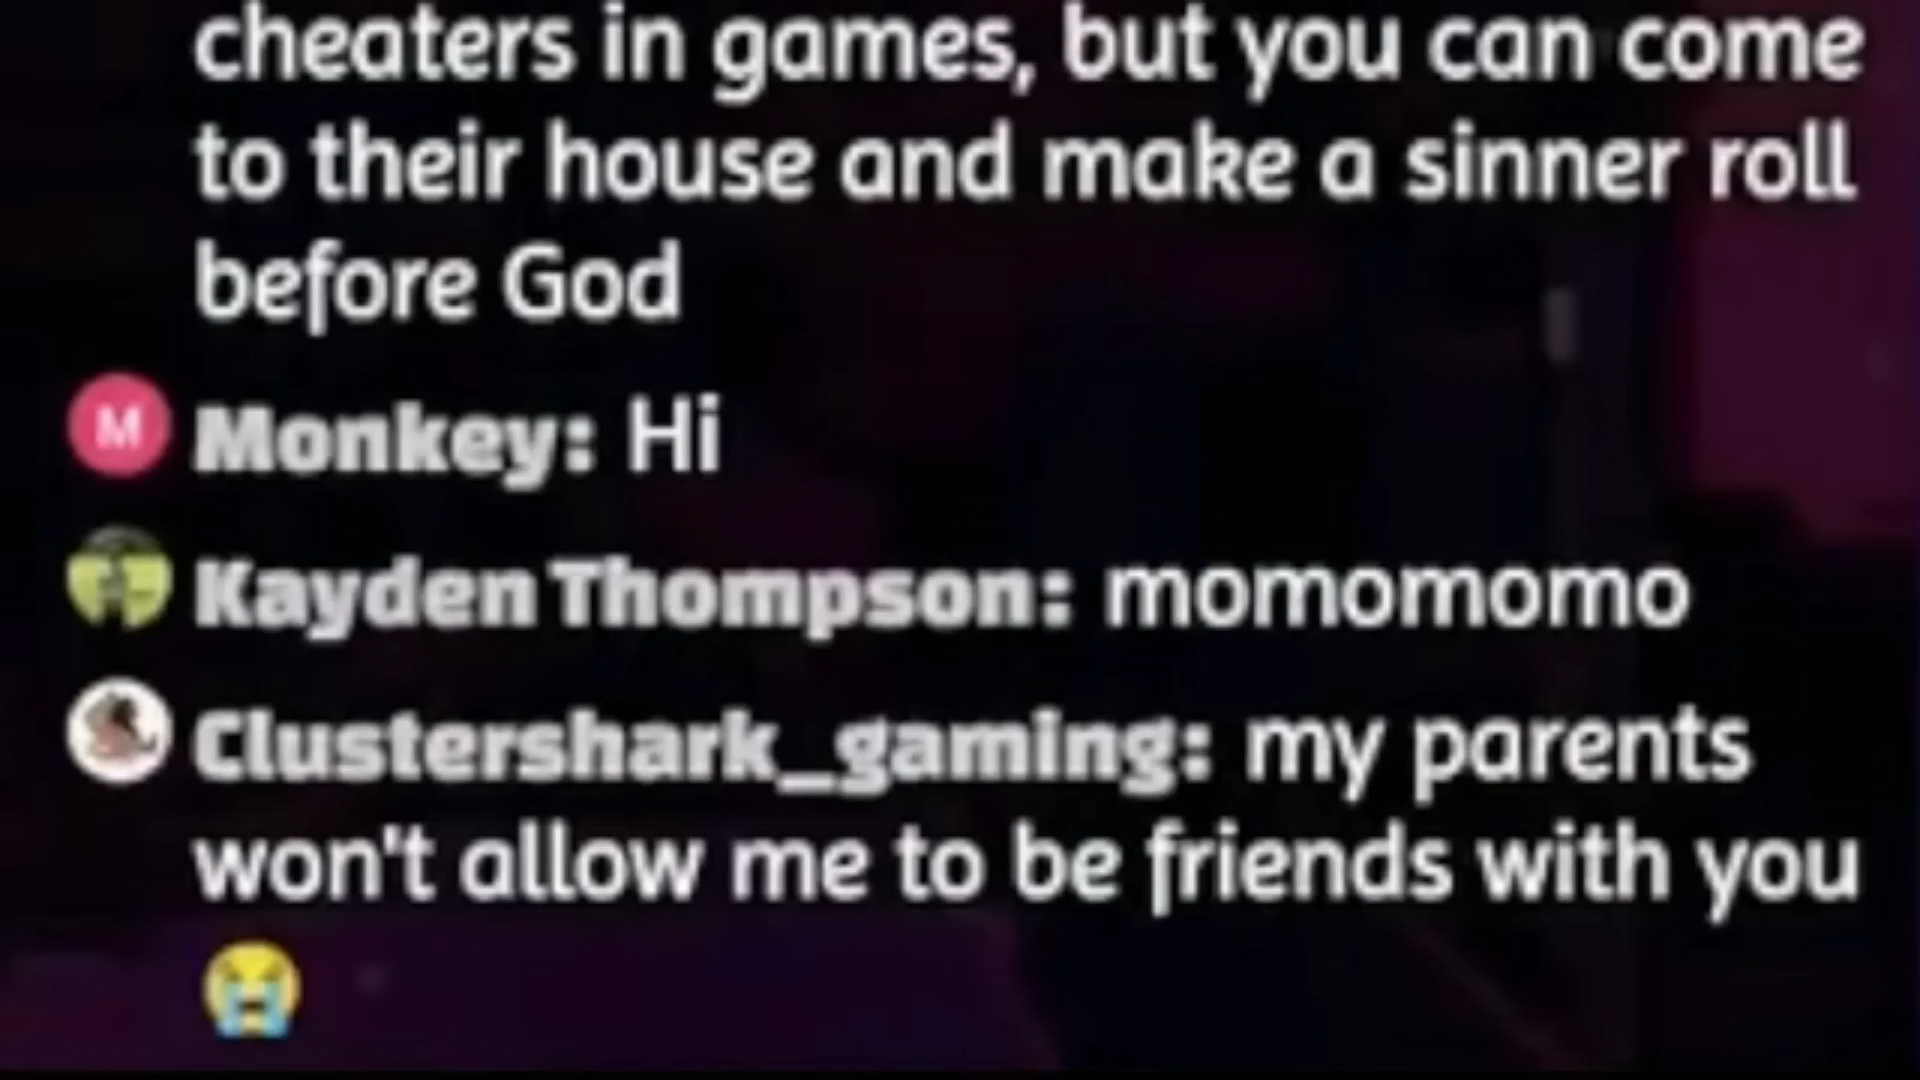 cheaters in games, but you can come
to their house and make a sinner roll
before God
M Monkey: Hi
Kayden Thompson: momomomo
Clustershark_gaming: my parents
won't allow me to be friends with you
😭